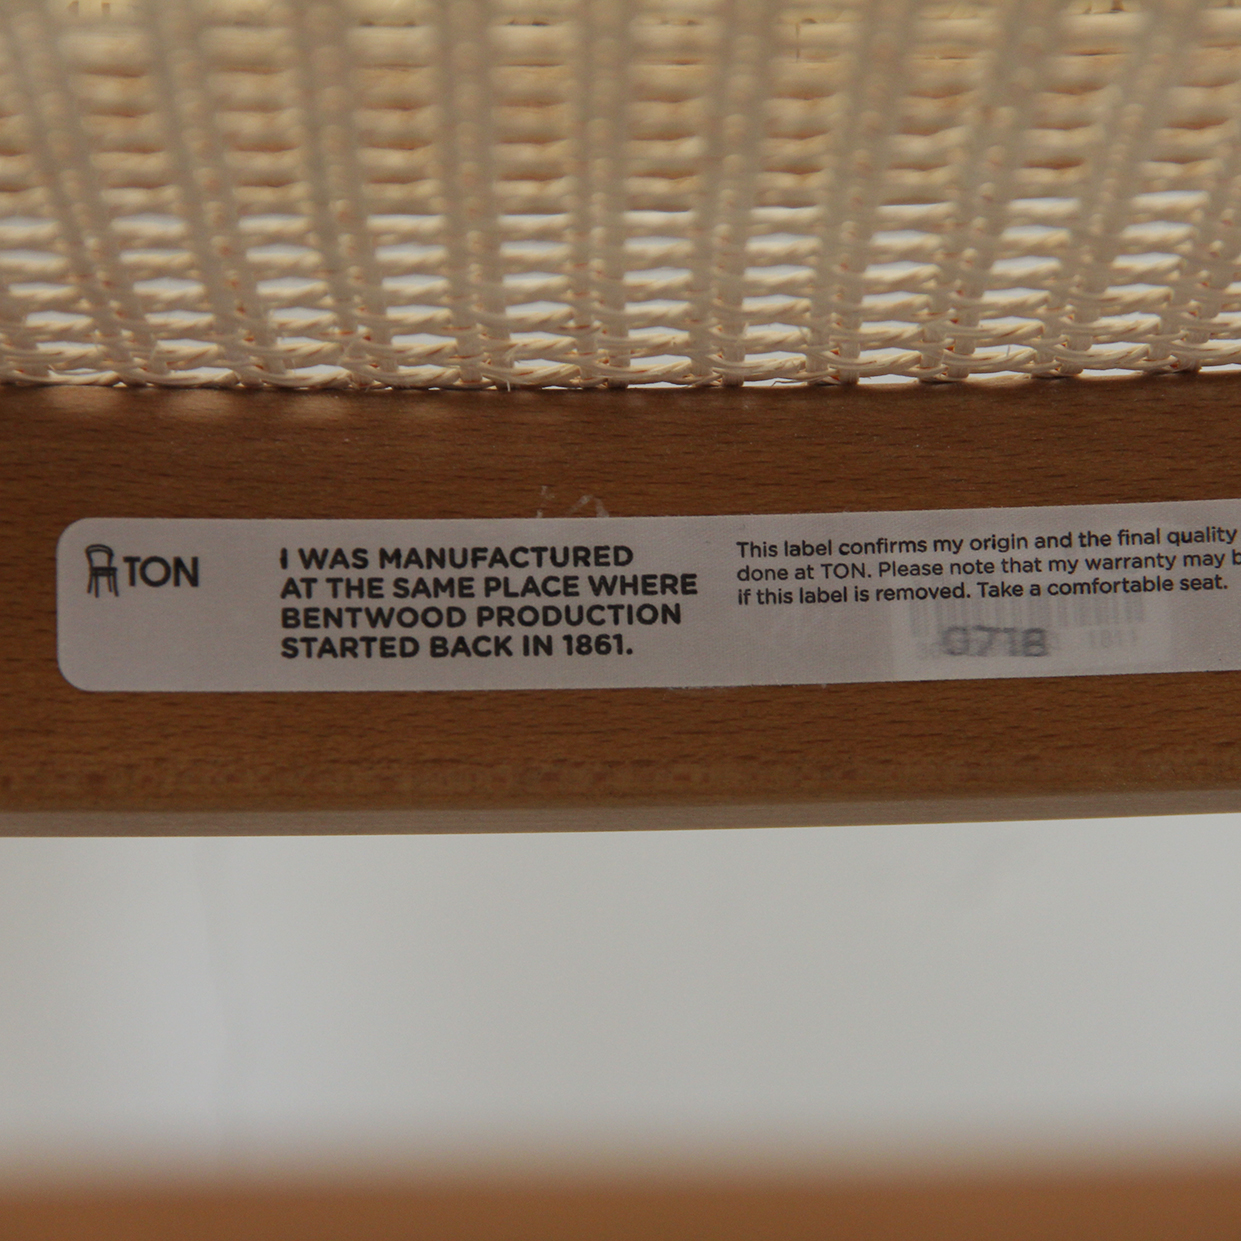 TON
I WAS MANUFACTURED
AT THE SAME PLACE WHERE
BENTWOOD PRODUCTION
STARTED BACK IN 1861.
This label confirms my origin and the final quality
done at TON. Please note that my warranty may
if this label is removed. Take a comfortable seat.
0718